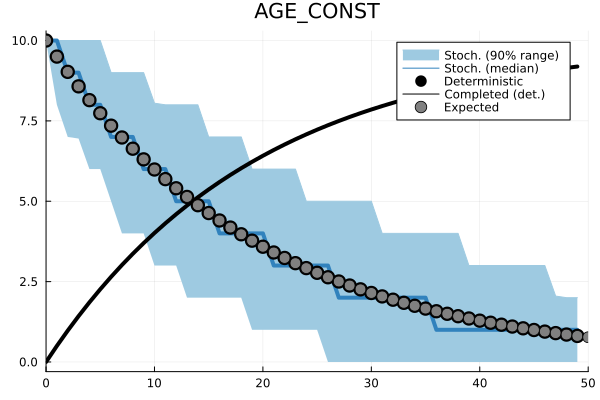 AGE_CONST
10.0
7.5
5.0
2.5
0.0
0
10
20
30
40
50
Stoch. (90% range)
Stoch. (median)
Deterministic
Completed (det.)
Expected